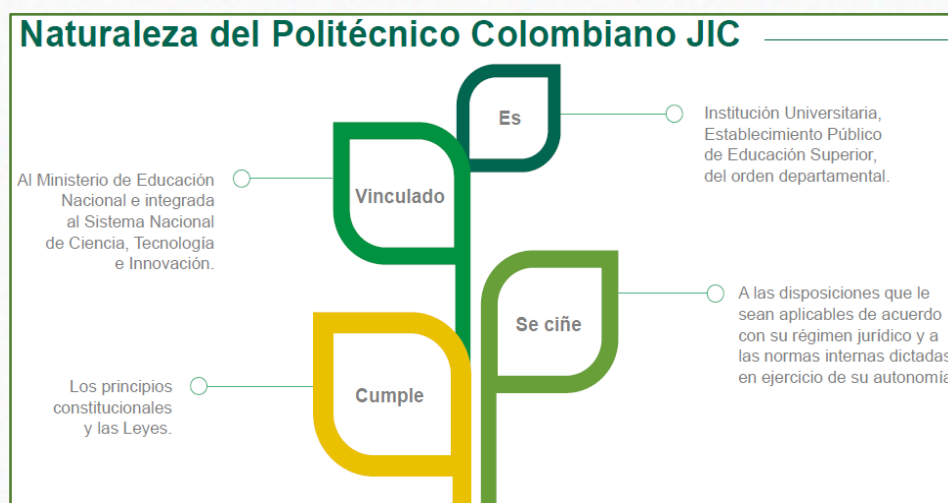 Naturaleza del Politécnico Colombiano JIC
Es
Institución Universitaria,
Establecimiento Público
de Educación Superior,
del orden departamental.
Vinculado
Al Ministerio de Educación
Nacional e integrada
al Sistema Nacional
de Ciencia, Tecnología
e Innovación.
Se ciñe
A las disposiciones que le
sean aplicables de acuerdo
con su régimen jurídico y a
las normas internas dictadas
en ejercicio de su autonomía
Cumple
Los principios
constitucionales
y las Leyes.